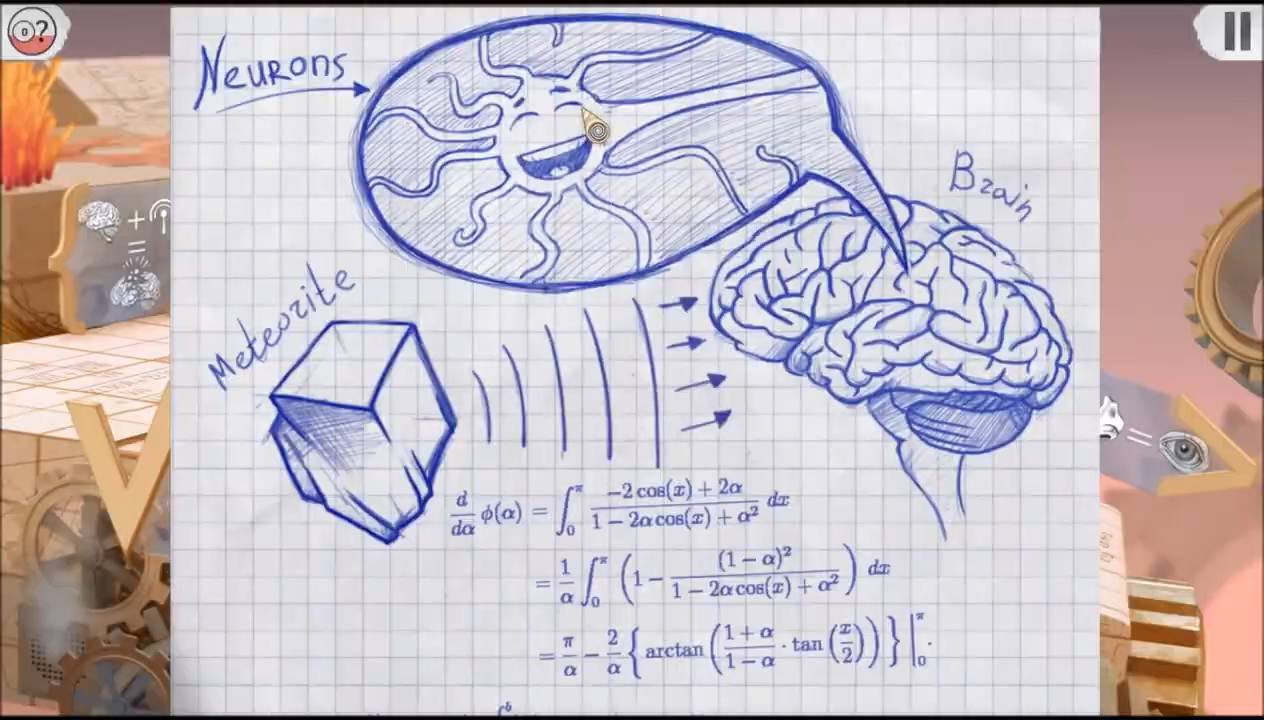 Neurons
Brain
Meteorite
d/dα ϕ(α) = ∫₀^π (−2 cos(x) + 2α)/(1 − 2α cos(x) + α²) dx
= 1/α ∫₀^π (1 − (1 − α)²/(1 − 2α cos(x) + α²)) dx
= π/α − 2/α { arctan ((1 + α)/(1 − α) · tan (x/2)) } |₀^π.